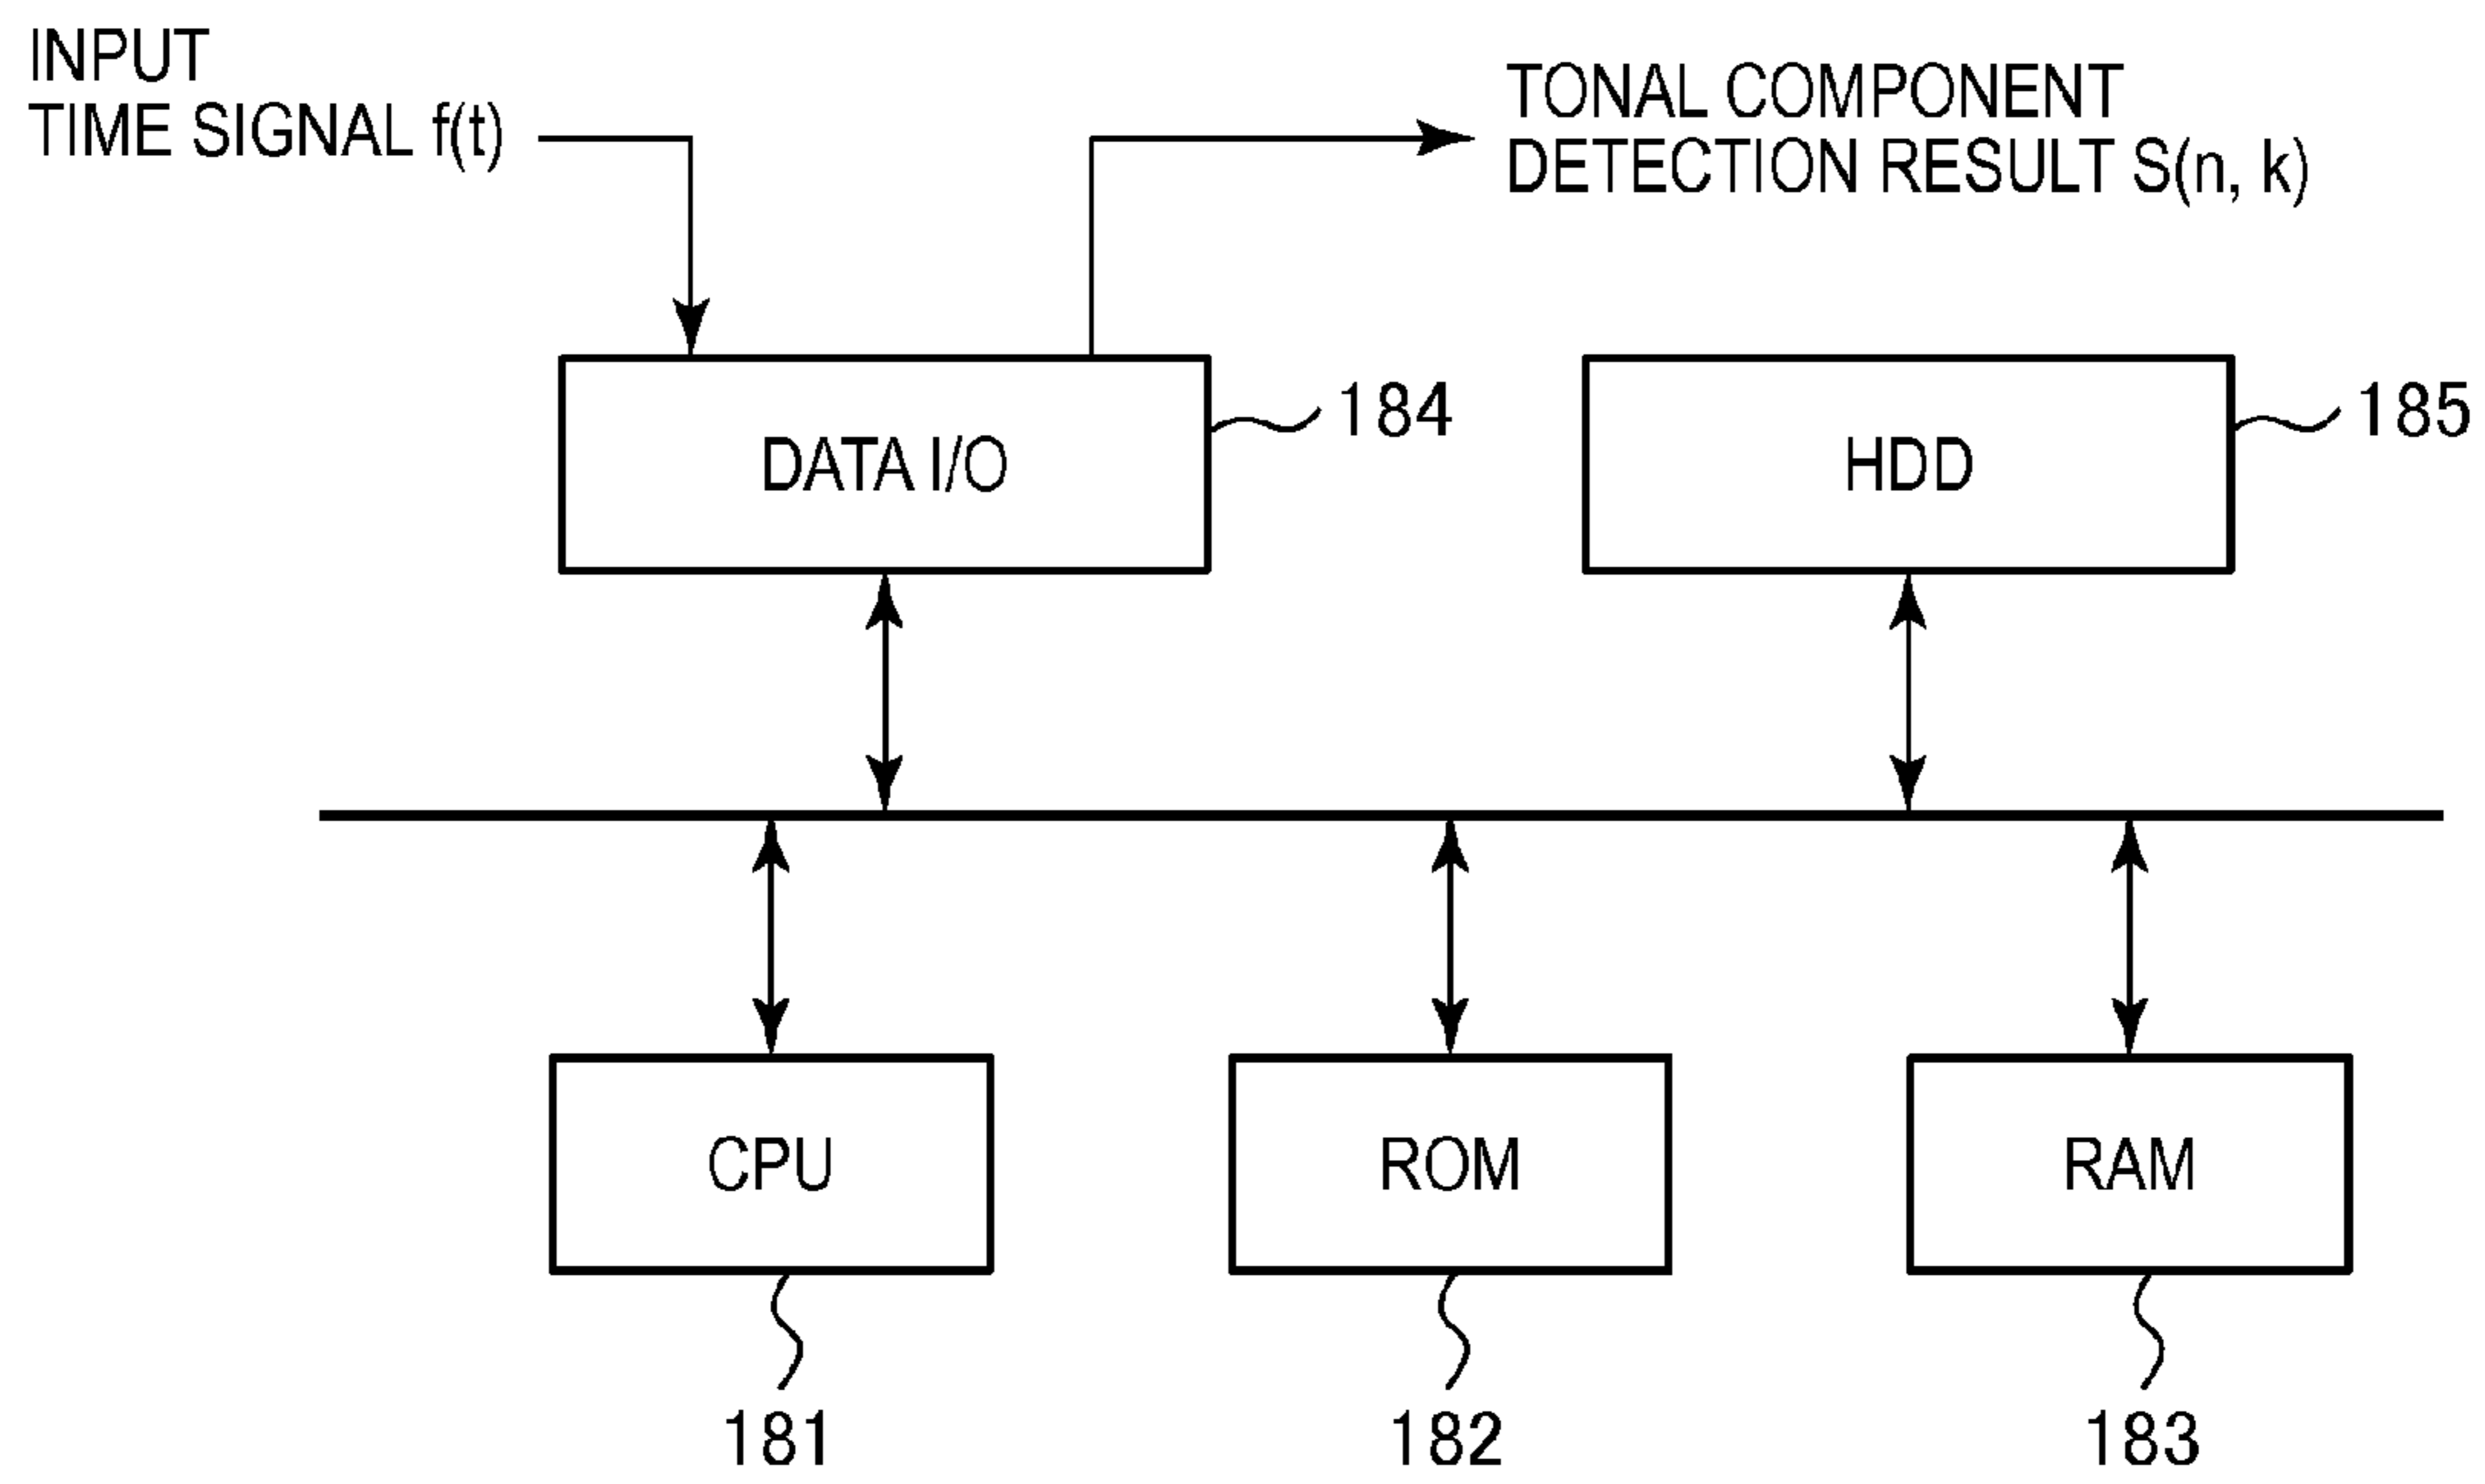 INPUT
TIME SIGNAL f(t)
TONAL COMPONENT
DETECTION RESULT S(n, k)
184
185
DATA I/O
HDD
CPU
ROM
RAM
181
182
183